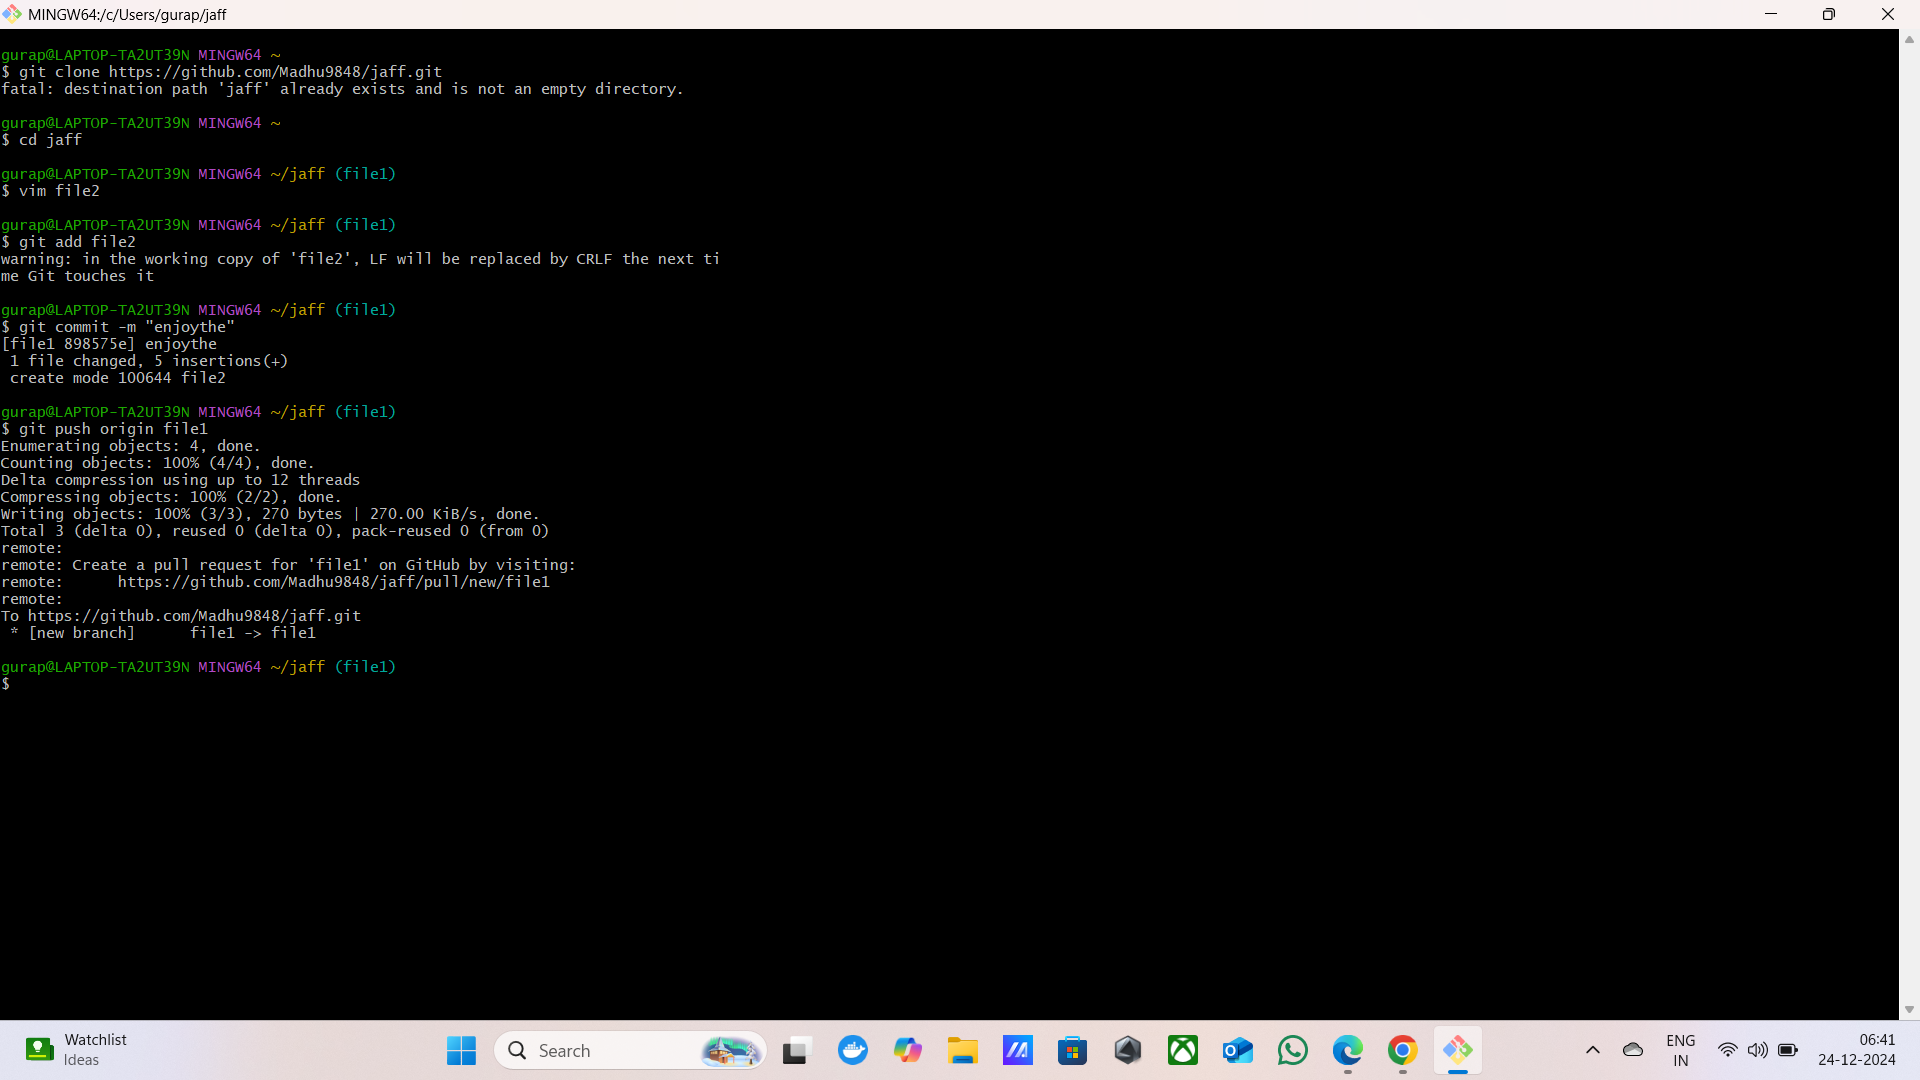 MINGW64:/c/Users/gurap/jaff
gurap@LAPTOP-TA2UT39N MINGW64 ~
$ git clone https://github.com/Madhu9848/jaff.git
fatal: destination path 'jaff' already exists and is not an empty directory.
gurap@LAPTOP-TA2UT39N MINGW64 ~
$ cd jaff
gurap@LAPTOP-TA2UT39N MINGW64 ~/jaff (file1)
$ vim file2
gurap@LAPTOP-TA2UT39N MINGW64 ~/jaff (file1)
$ git add file2
warning: in the working copy of 'file2', LF will be replaced by CRLF the next ti
me Git touches it
gurap@LAPTOP-TA2UT39N MINGW64 ~/jaff (file1)
$ git commit -m "enjoythe"
[file1 898575e] enjoythe
 1 file changed, 5 insertions(+)
 create mode 100644 file2
gurap@LAPTOP-TA2UT39N MINGW64 ~/jaff (file1)
$ git push origin file1
Enumerating objects: 4, done.
Counting objects: 100% (4/4), done.
Delta compression using up to 12 threads
Compressing objects: 100% (2/2), done.
Writing objects: 100% (3/3), 270 bytes | 270.00 KiB/s, done.
Total 3 (delta 0), reused 0 (delta 0), pack-reused 0 (from 0)
remote:
remote: Create a pull request for 'file1' on GitHub by visiting:
remote:      https://github.com/Madhu9848/jaff/pull/new/file1
remote:
To https://github.com/Madhu9848/jaff.git
 * [new branch]      file1 -> file1
gurap@LAPTOP-TA2UT39N MINGW64 ~/jaff (file1)
$
Watchlist
Ideas
Search
ENG
IN
06:41
24-12-2024